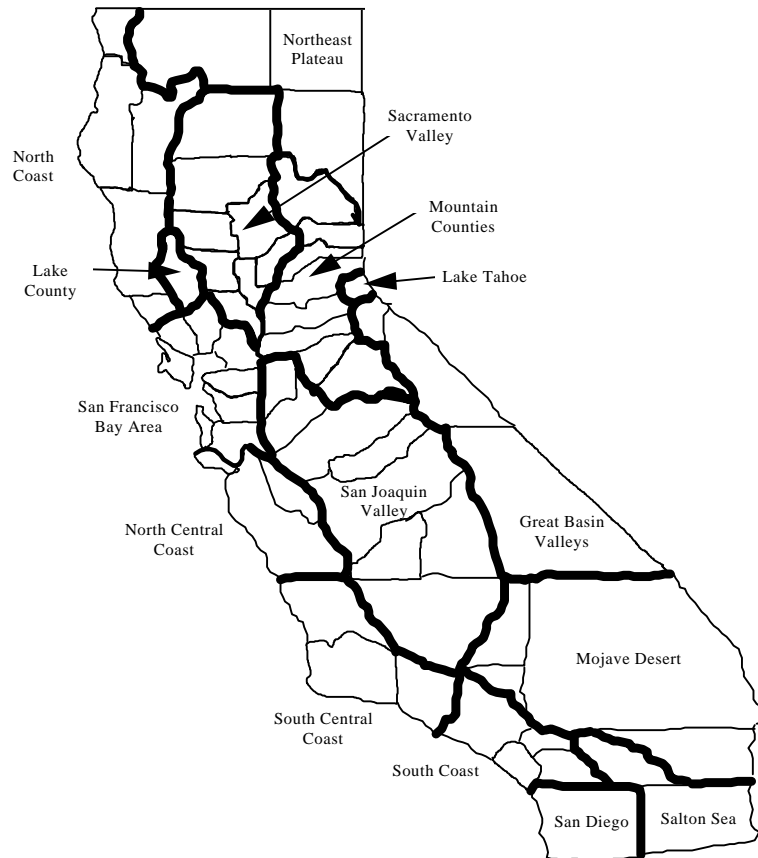 Northeast
Plateau
Sacramento
Valley
North
Coast
Mountain
Counties
Lake
County
Lake Tahoe
San Francisco
Bay Area
San Joaquin
Valley
North Central
Coast
Great Basin
Valleys
Mojave Desert
South Central
Coast
South Coast
San Diego
Salton Sea